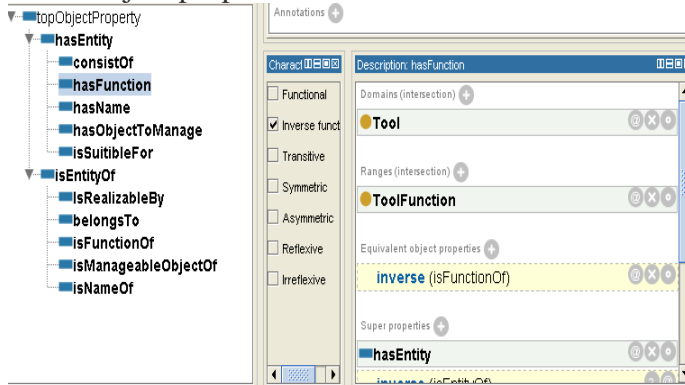 topObjectProperty
hasEntity
consistOf
hasFunction
hasName
hasObjectToManage
isSuitibleFor
isEntityOf
IsRealizableBy
belongsTo
isFunctionOf
isManageableObjectOf
isNameOf
Annotations
Charact
Functional
Inverse funct
Transitive
Symmetric
Asymmetric
Reflexive
Irreflexive
Description: hasFunction
Domains (intersection)
Tool
Ranges (intersection)
ToolFunction
Equivalent object properties
inverse (isFunctionOf)
Super properties
hasEntity
inverse (isEntityOf)